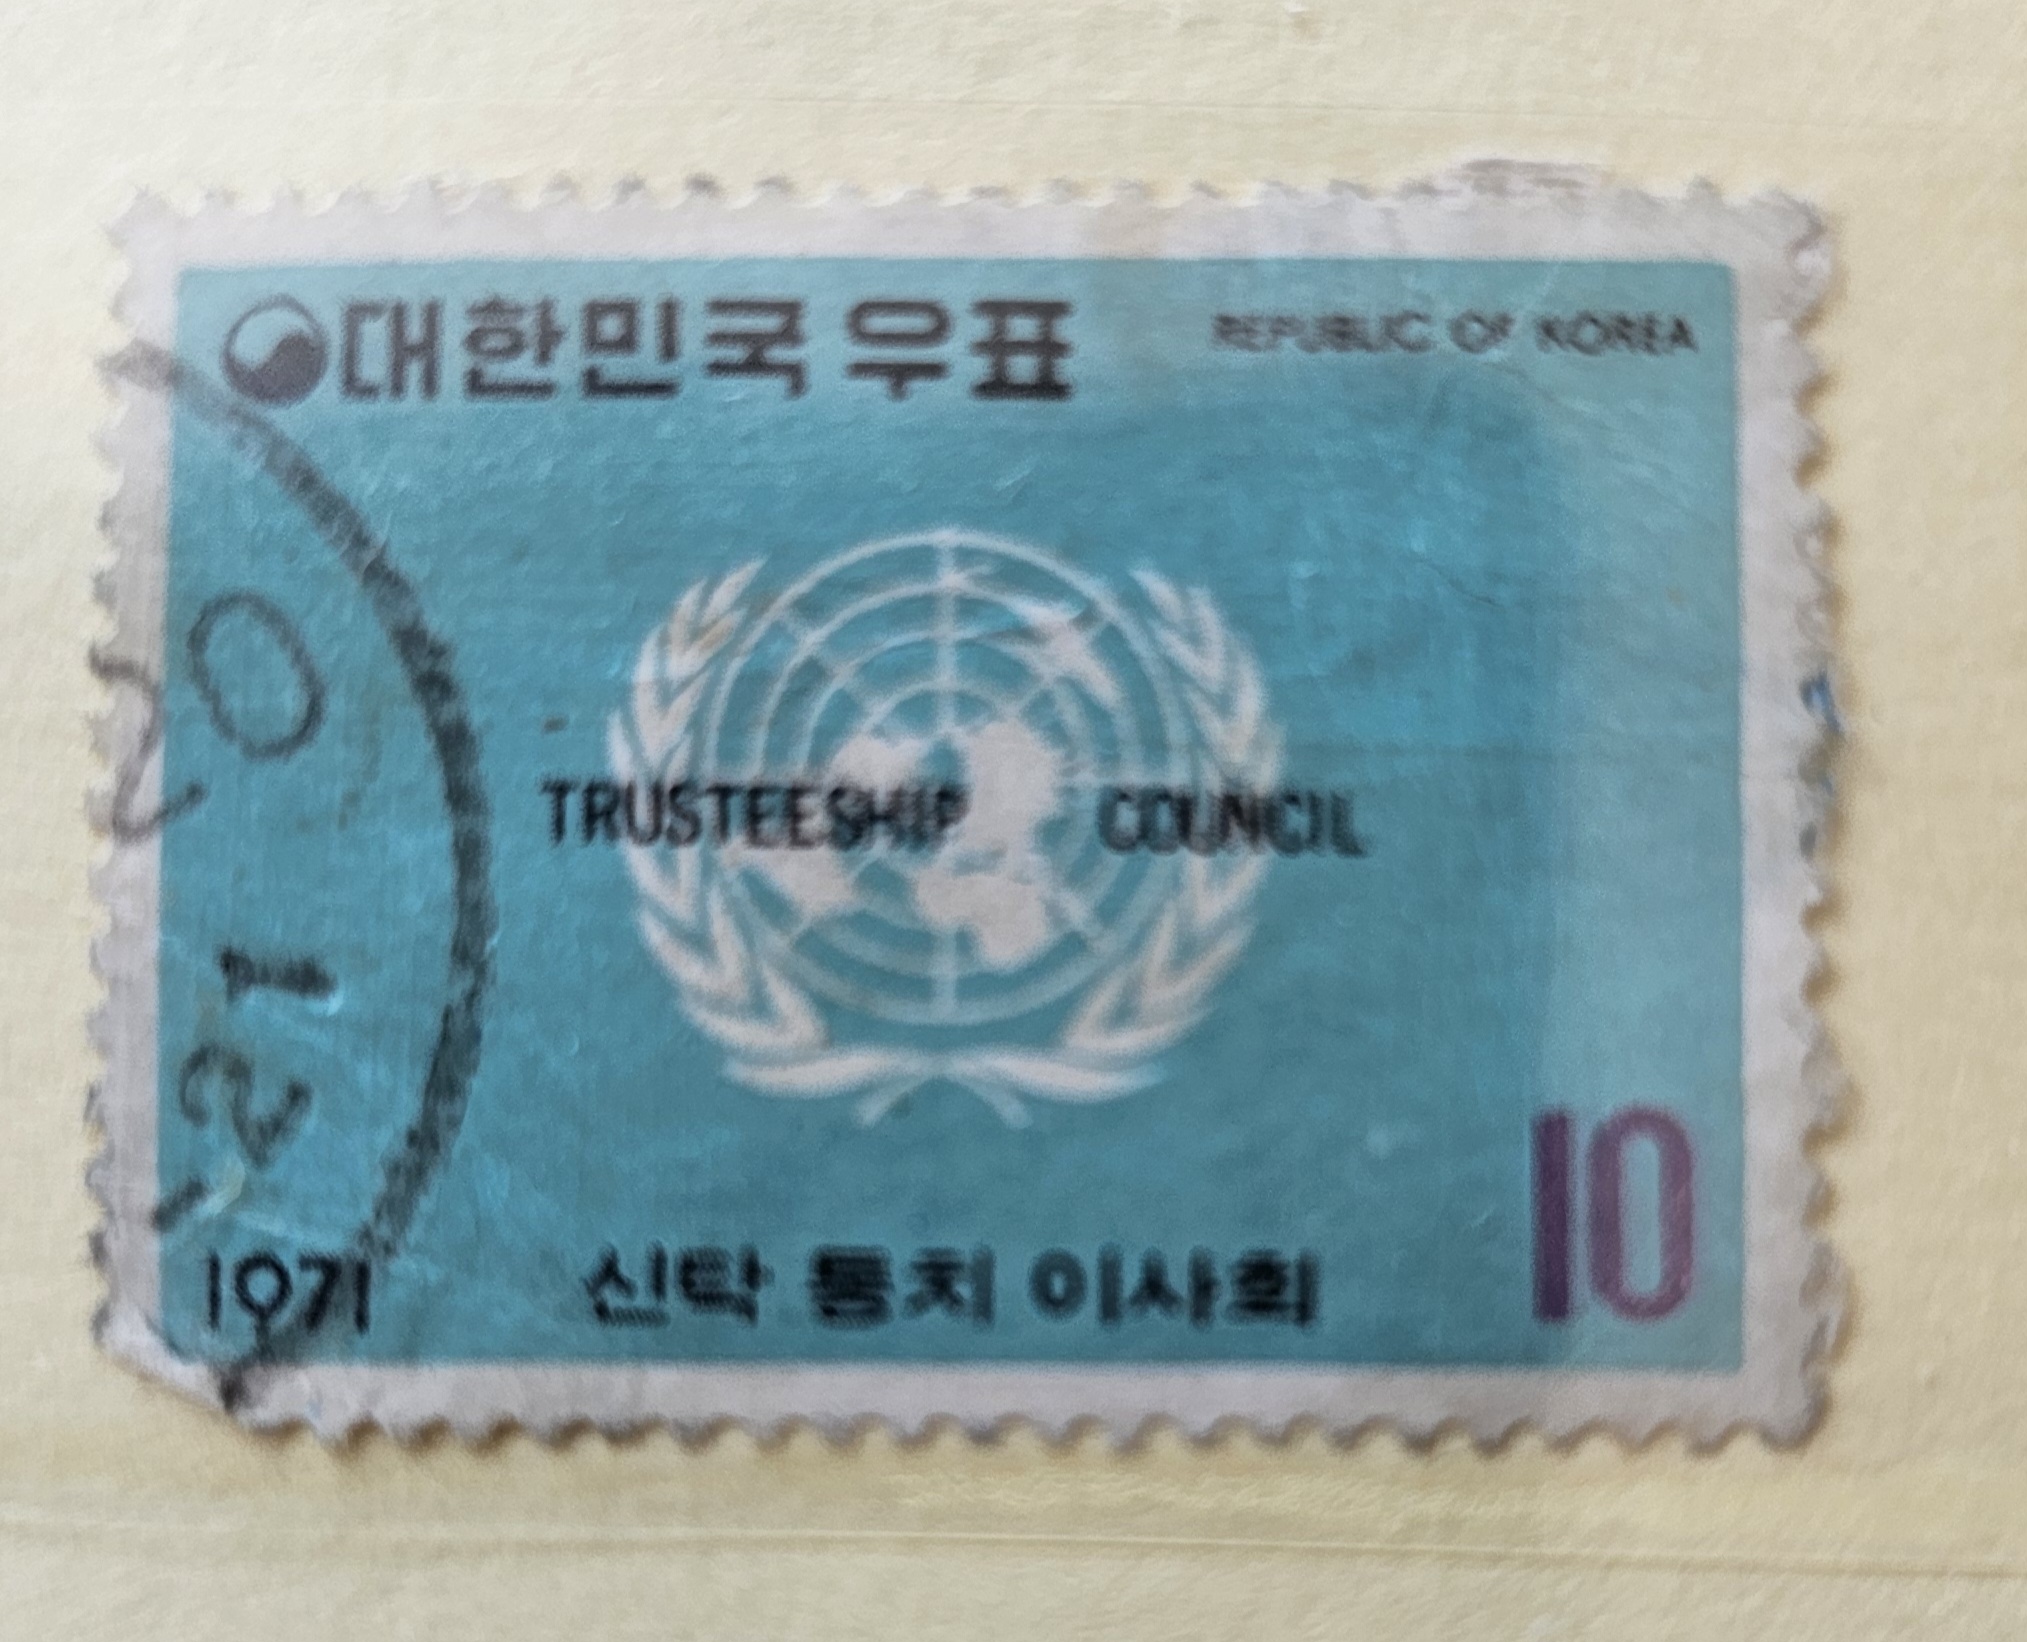 대한민국 우표 REPUBLIC OF KOREA
TRUSTEESHIP COUNCIL
1971 신탁 통치 이사회 10